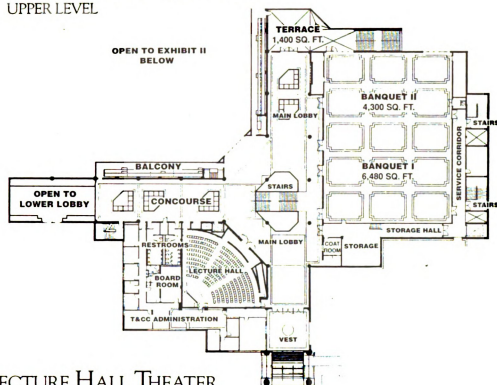 UPPER LEVEL
TERRACE
1,400 SQ. FT.
OPEN TO EXHIBIT II
BELOW
BANQUET II
4,300 SQ. FT.
MAIN LOBBY
STAIRS
SERVICE CORRIDOR
BALCONY
BANQUET I
6,480 SQ. FT.
STAIRS
OPEN TO
LOWER LOBBY
CONCOURSE
STAIRS
STORAGE HALL
RESTROOMS
MAIN LOBBY
COAT
ROOM
STORAGE
LECTURE HALL
BOARD
ROOM
T&CC ADMINISTRATION
VEST
ECTURE HALL THEATER